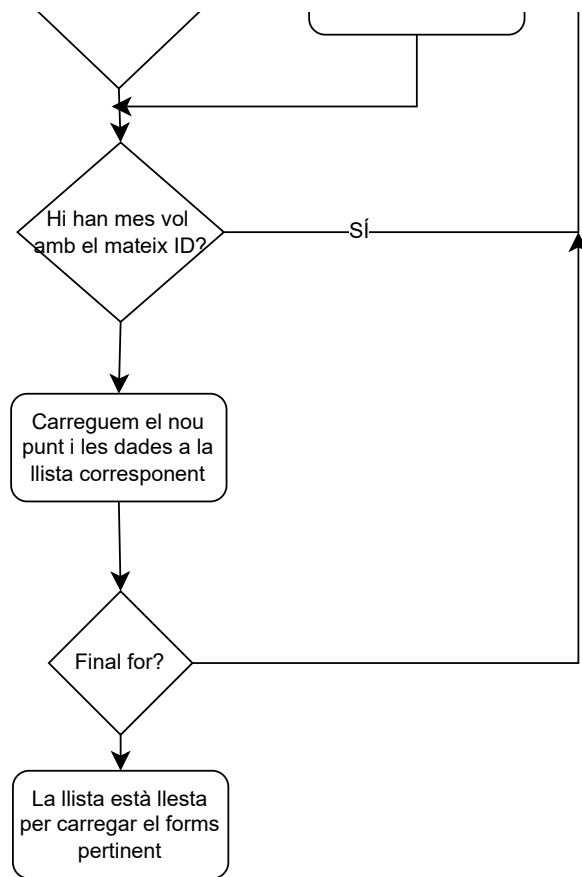 Hi han mes vol
amb el mateix ID?
SÍ
Carreguem el nou
punt i les dades a la
llista corresponent
Final for?
La llista està llesta
per carregar el forms
pertinent